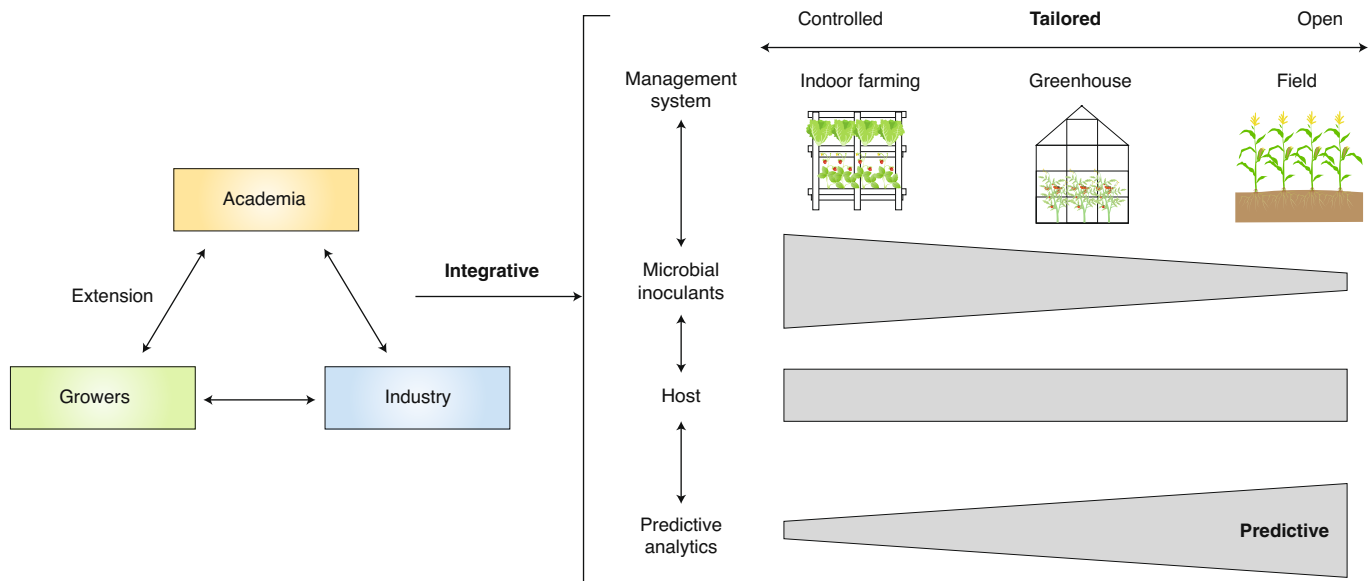 Controlled
Tailored
Open
Management
system
Indoor farming
Greenhouse
Field
Academia
Extension
Integrative
Microbial
inoculants
Growers
Industry
Host
Predictive
analytics
Predictive